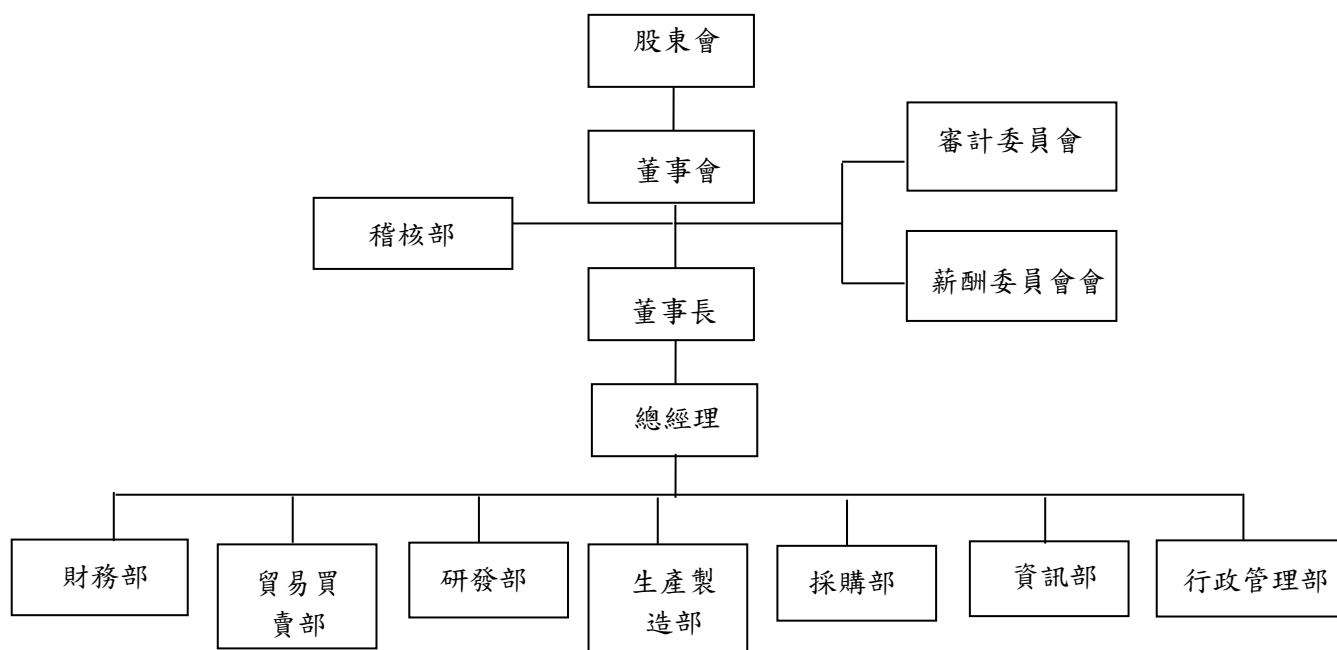 股東會
審計委員會
董事會
稽核部
薪酬委員會會
董事長
總經理
財務部
貿易買
賣部
研發部
生產製
造部
採購部
資訊部
行政管理部